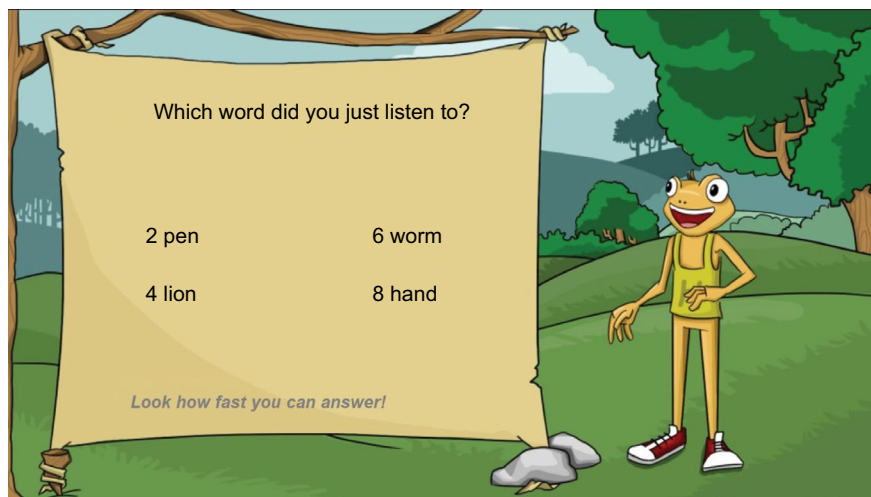 Which word did you just listen to?
2 pen
6 worm
4 lion
8 hand
Look how fast you can answer!